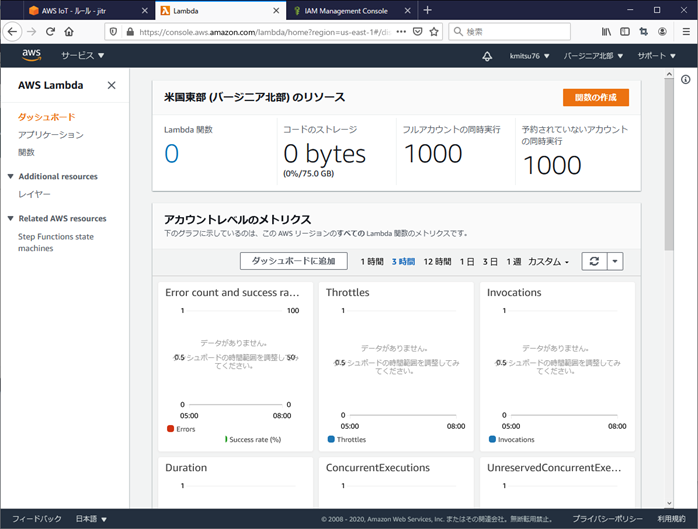 AWS IoT - ルール - jitr
Lambda
IAM Management Console
https://console.aws.amazon.com/lambda/home?region=us-east-1#/di
検索
aws サービス kmitsu76 バージニア北部 サポート
AWS Lambda
ダッシュボード
アプリケーション
関数
Additional resources
レイヤー
Related AWS resources
Step Functions state
machines
米国東部 (バージニア北部) のリソース
関数の作成
Lambda 関数
0
コードのストレージ
0 bytes
(0%/75.0 GB)
フルアカウントの同時実行
1000
予約されていないアカウント
の同時実行
1000
アカウントレベルのメトリクス
下のグラフに示しているのは、この AWS リージョンのすべての Lambda 関数のメトリクスです。
ダッシュボードに追加 1 時間 3 時間 12 時間 1 日 3 日 1 週 カスタム
Error count and success ra...
1 100
データがありません。
0.5 50
ダッシュボードの時間範囲を調整してみ
てください。
0 0
05:00 08:00
Errors
Success rate (%)
Throttles
1
データがありません。
0.5
ダッシュボードの時間範囲を調整してみ
てください。
0
05:00 08:00
Throttles
Invocations
1
データがありません。
0.5
ダッシュボードの時間範囲を調整してみ
てください。
0
05:00 08:00
Invocations
Duration
1
ConcurrentExecutions
1
UnreservedConcurrentExe...
1
フィードバック 日本語 © 2008 - 2020, Amazon Web Services, Inc. またはその関連会社。無断転用禁止。 プライバシーポリシー 利用規約